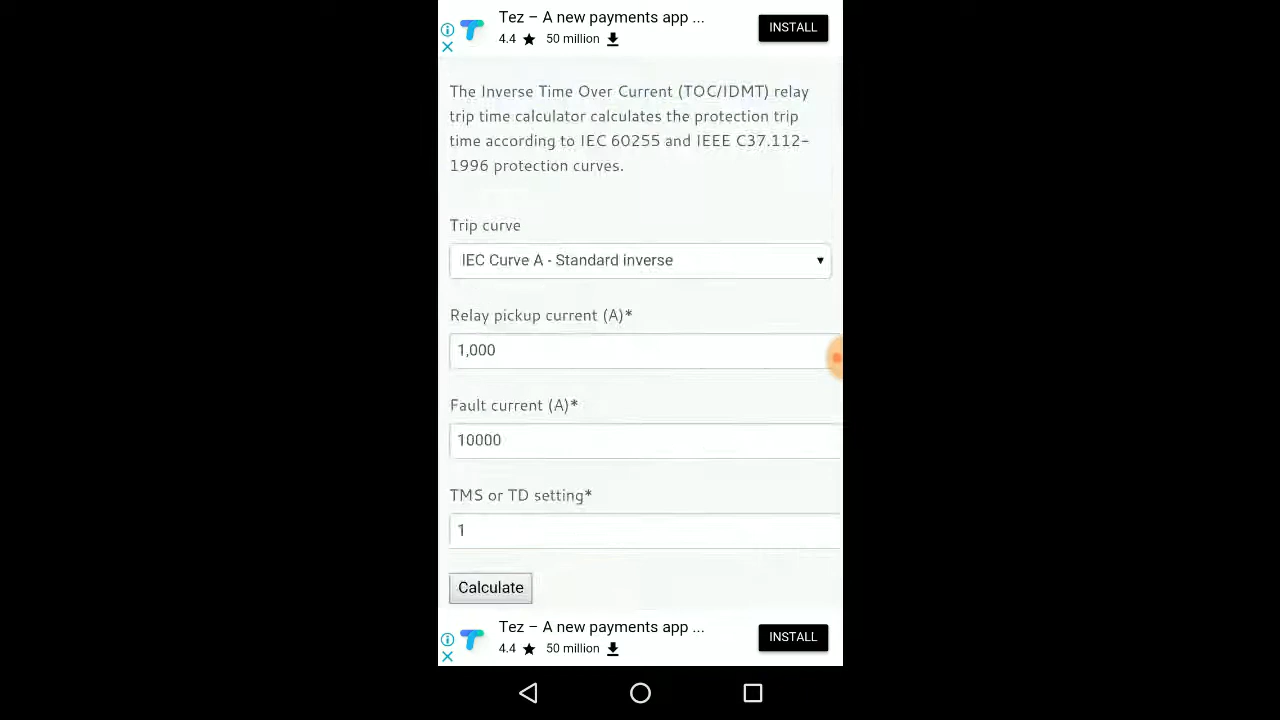 Tez – A new payments app ...
4.4 ★ 50 million
INSTALL
The Inverse Time Over Current (TOC/IDMT) relay
trip time calculator calculates the protection trip
time according to IEC 60255 and IEEE C37.112-
1996 protection curves.
Trip curve
IEC Curve A - Standard inverse
Relay pickup current (A)*
1,000
Fault current (A)*
10000
TMS or TD setting*
1
Calculate
Tez – A new payments app ...
4.4 ★ 50 million
INSTALL